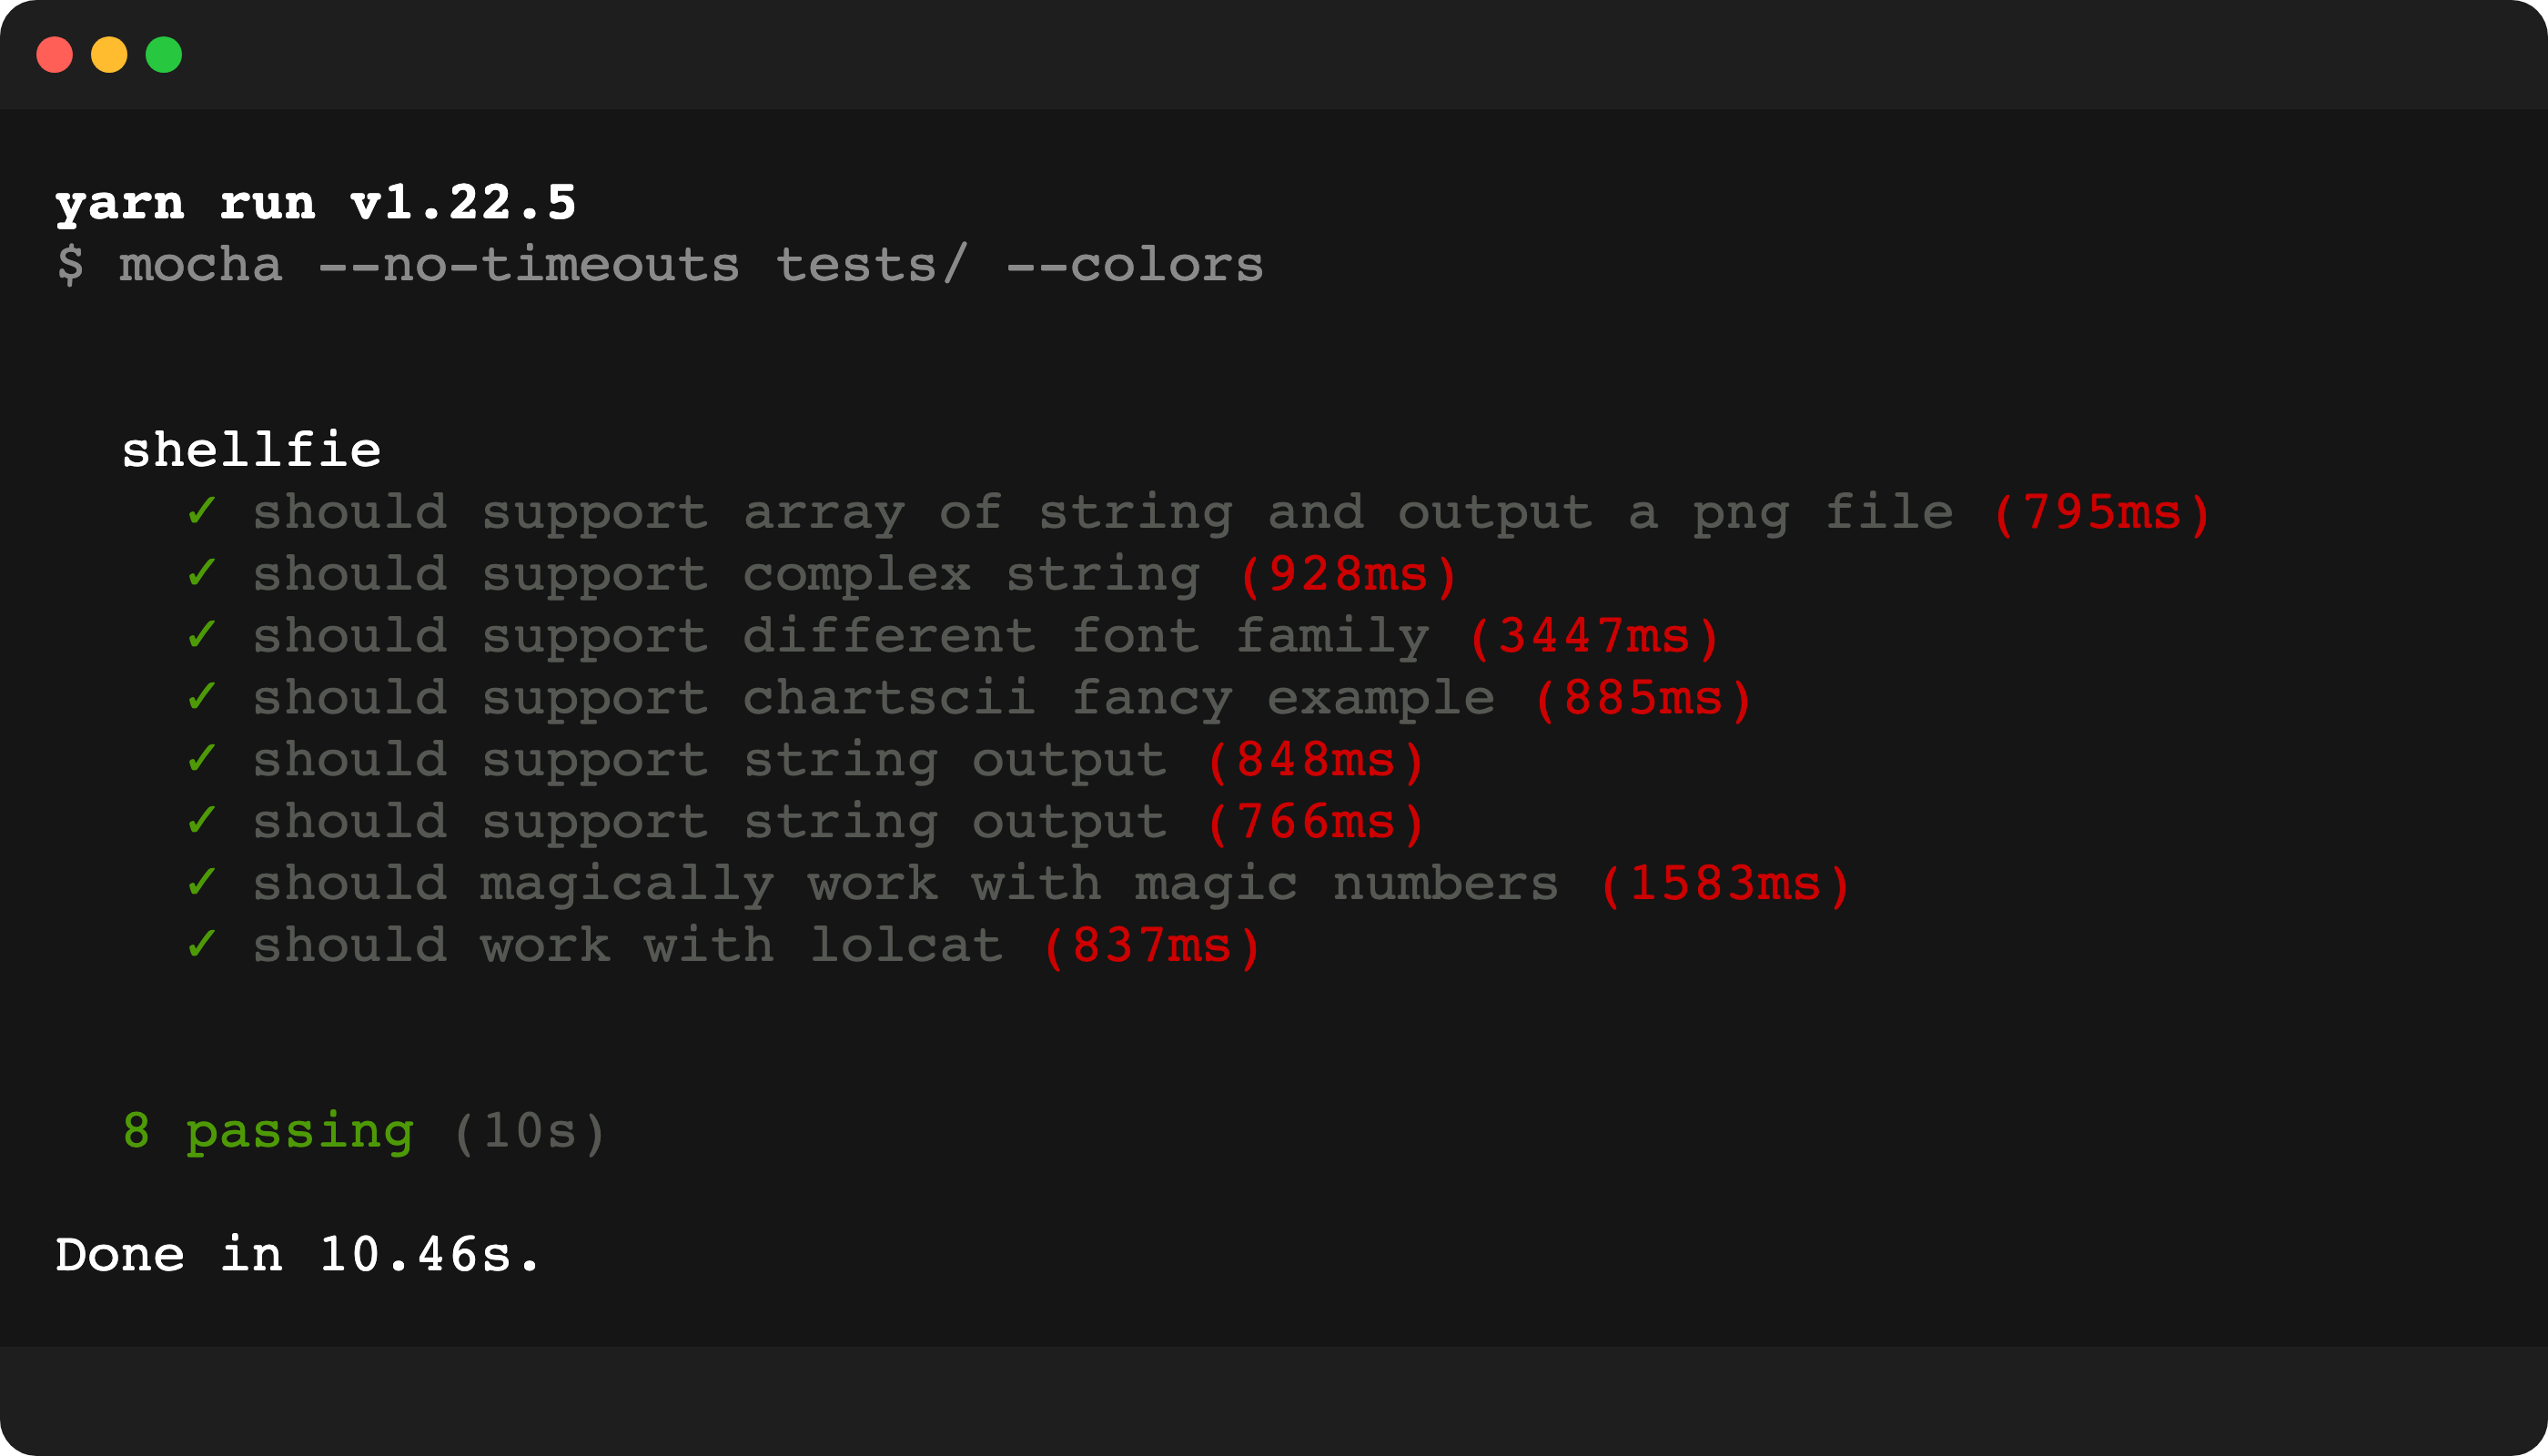 yarn run v1.22.5
$ mocha --no-timeouts tests/ --colors
shellfie
✓ should support array of string and output a png file (795ms)
✓ should support complex string (928ms)
✓ should support different font family (3447ms)
✓ should support chartscii fancy example (885ms)
✓ should support string output (848ms)
✓ should support string output (766ms)
✓ should magically work with magic numbers (1583ms)
✓ should work with lolcat (837ms)
8 passing (10s)
Done in 10.46s.